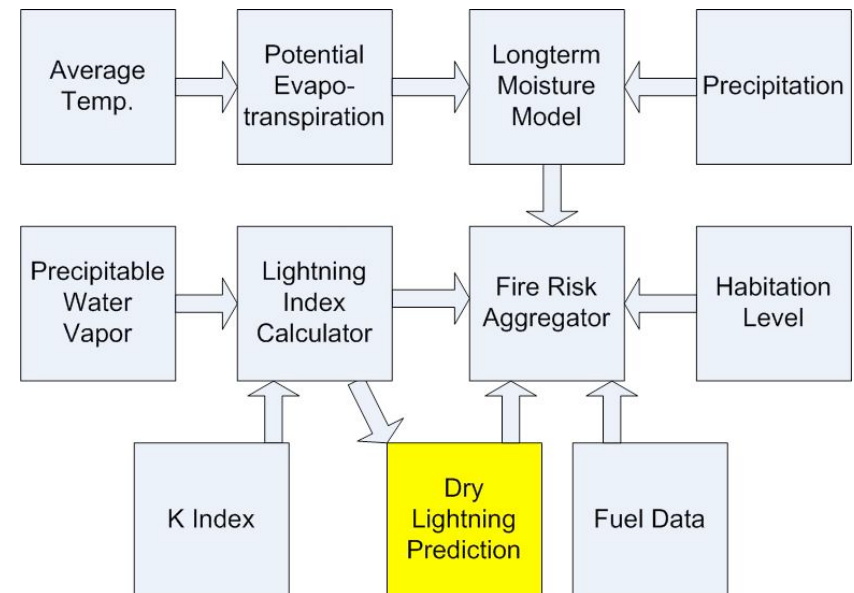 Average
Temp.
Potential
Evapo-
transpiration
Longterm
Moisture
Model
Precipitation
Precipitable
Water
Vapor
Lightning
Index
Calculator
Fire Risk
Aggregator
Habitation
Level
K Index
Dry
Lightning
Prediction
Fuel Data